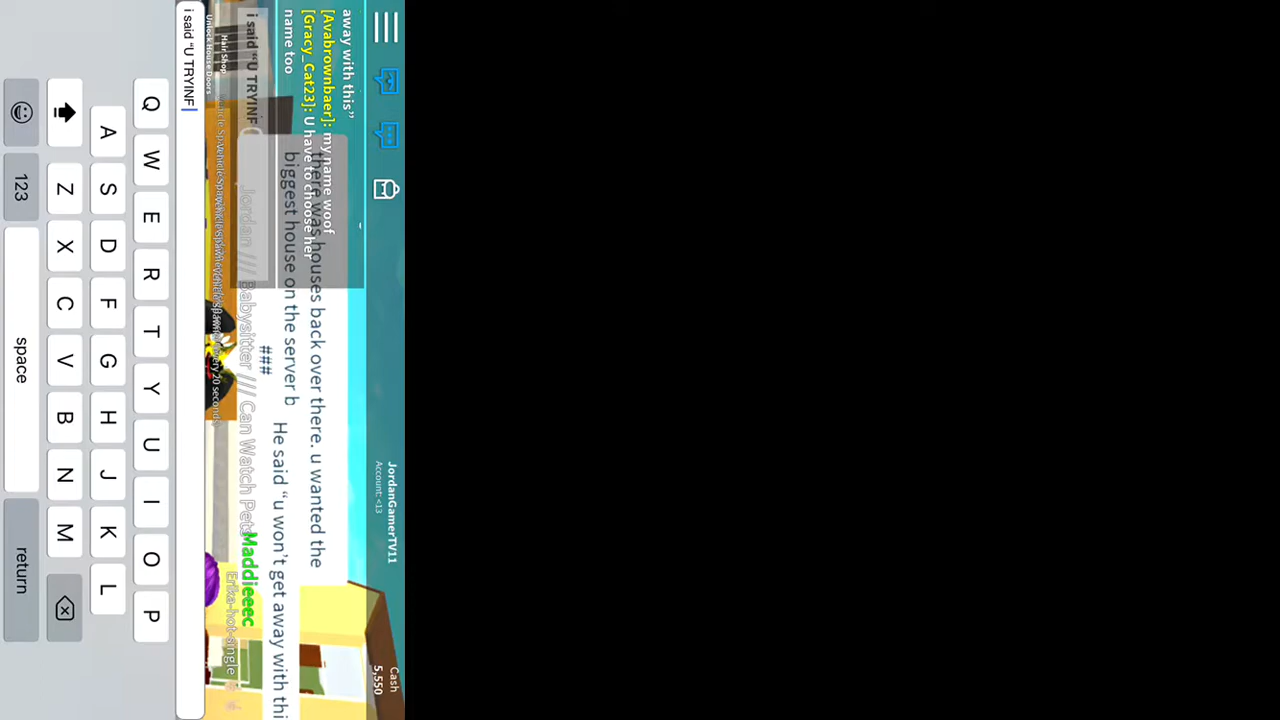 away with this”
[Avabrownbaer]: my name woof
[Gracy_Cat23]: U have to choose her
name too
i said “U TRYINF
there was houses back over there. u wanted the
biggest house on the server b
###
He said “u won't get away with thi
Jordan /// Babysitter /// Can Watch Pets
Maddieeec
Erika-hot-single
JordanGamerTV11
Account: <13
Cash
5,550
Hair Shop
Unlock House Doors
i said “U TRYINF
Q W E R T Y U I O P
A S D F G H J K L
Z X C V B N M
123
space
return